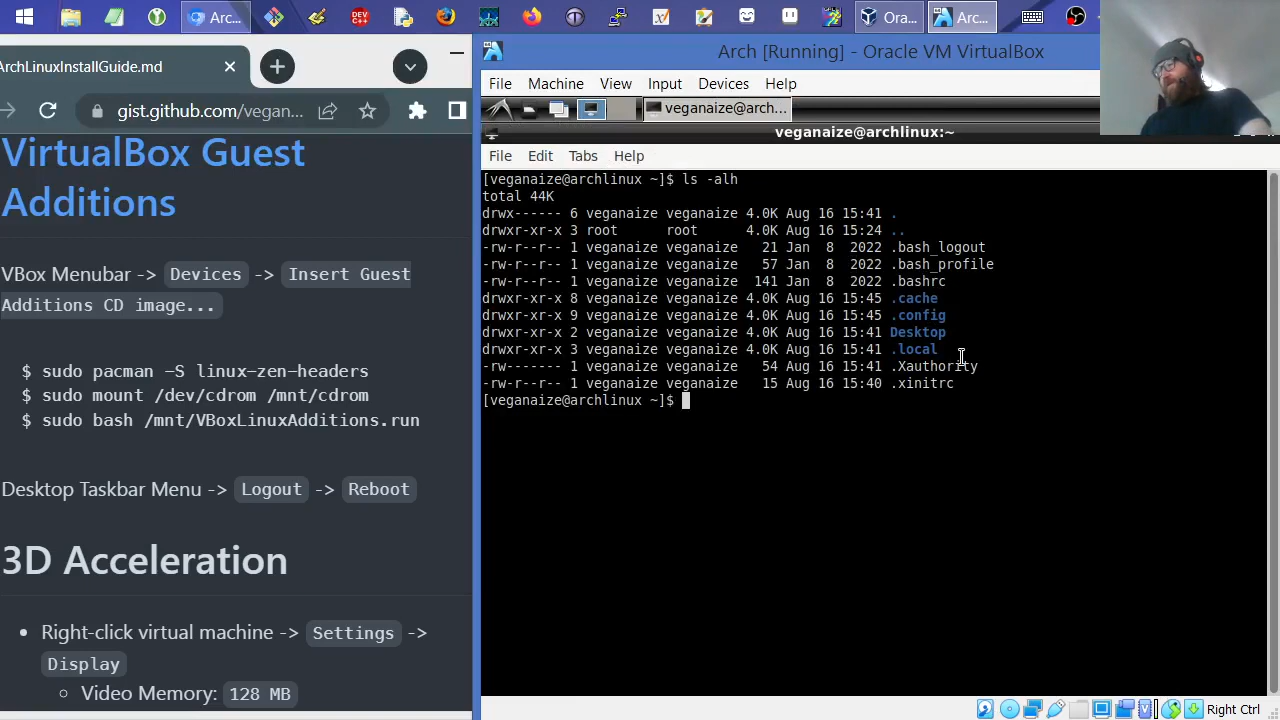 Arc...
Ora...
Arc...
ArchLinuxInstallGuide.md
gist.github.com/vegan...
VirtualBox Guest
Additions
VBox Menubar -> Devices -> Insert Guest
Additions CD image...
$ sudo pacman -S linux-zen-headers
$ sudo mount /dev/cdrom /mnt/cdrom
$ sudo bash /mnt/VBoxLinuxAdditions.run
Desktop Taskbar Menu -> Logout -> Reboot
3D Acceleration
Right-click virtual machine -> Settings ->
Display
Video Memory: 128 MB
Arch [Running] - Oracle VM VirtualBox
File Machine View Input Devices Help
veganaize@arch...
veganaize@archlinux:~
File Edit Tabs Help
[veganaize@archlinux ~]$ ls -alh
total 44K
drwx------ 6 veganaize veganaize 4.0K Aug 16 15:41 .
drwxr-xr-x 3 root      root      4.0K Aug 16 15:24 ..
-rw-r--r-- 1 veganaize veganaize   21 Jan  8  2022 .bash_logout
-rw-r--r-- 1 veganaize veganaize   57 Jan  8  2022 .bash_profile
-rw-r--r-- 1 veganaize veganaize  141 Jan  8  2022 .bashrc
drwxr-xr-x 8 veganaize veganaize 4.0K Aug 16 15:45 .cache
drwxr-xr-x 9 veganaize veganaize 4.0K Aug 16 15:45 .config
drwxr-xr-x 2 veganaize veganaize 4.0K Aug 16 15:41 Desktop
drwxr-xr-x 3 veganaize veganaize 4.0K Aug 16 15:41 .local
-rw------- 1 veganaize veganaize   54 Aug 16 15:41 .Xauthority
-rw-r--r-- 1 veganaize veganaize   15 Aug 16 15:40 .xinitrc
[veganaize@archlinux ~]$
Right Ctrl